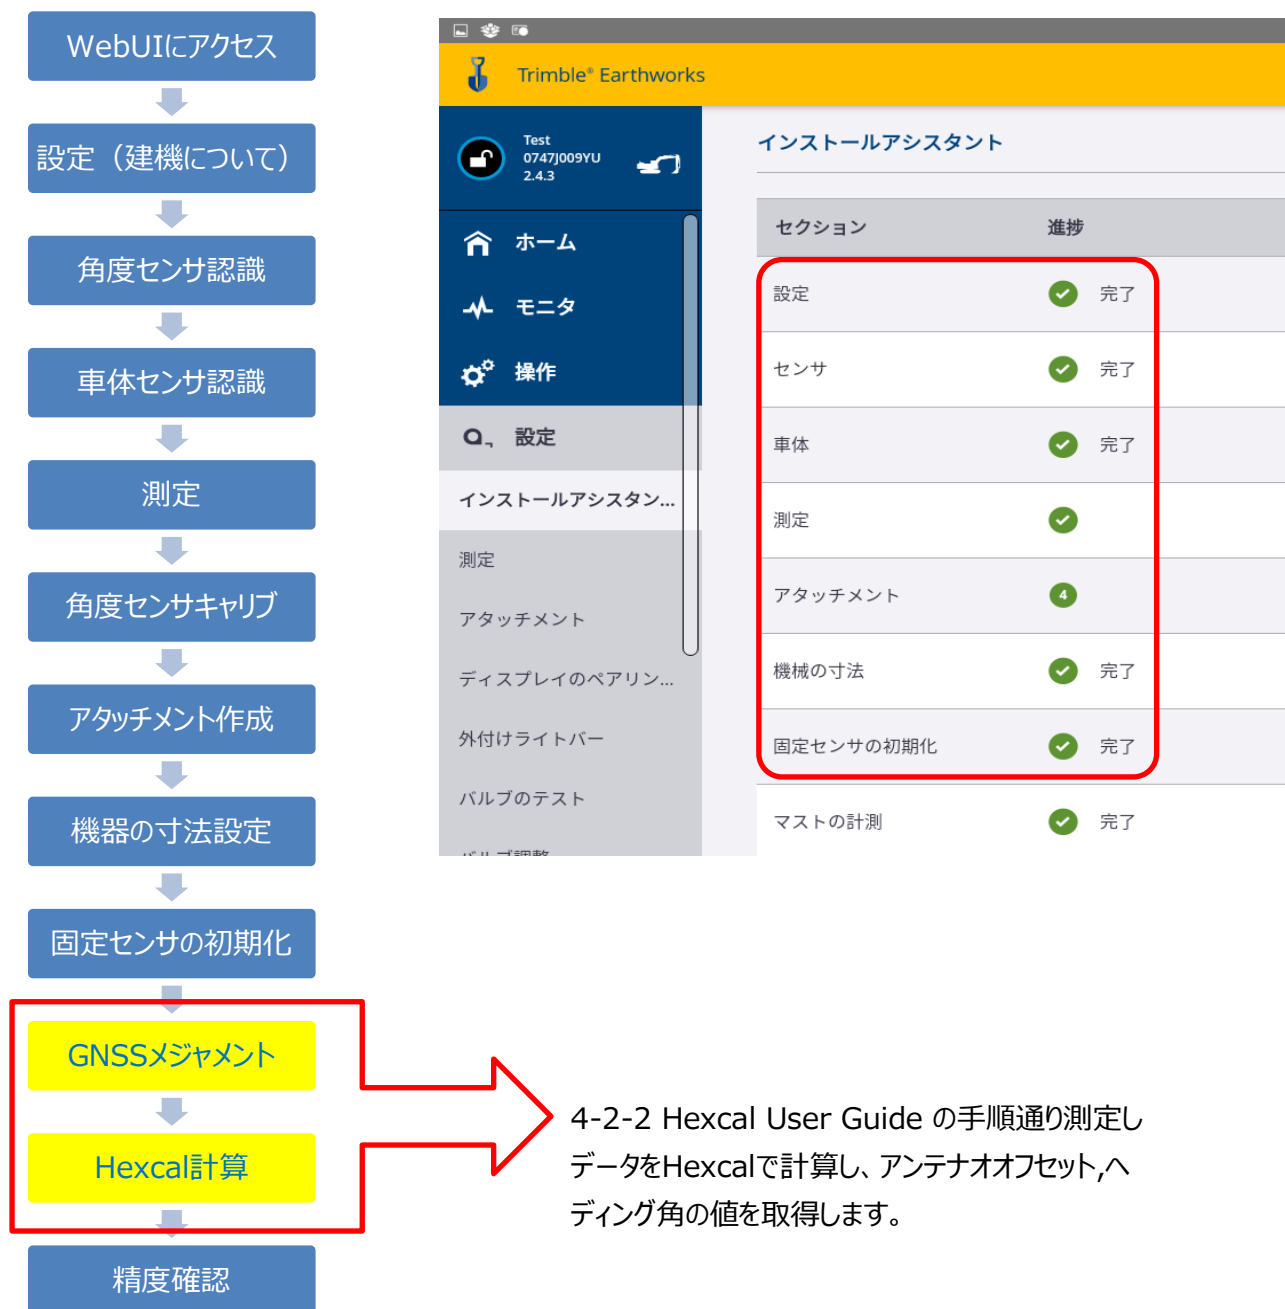 WebUIにアクセス
設定（建機について）
角度センサ認識
車体センサ認識
測定
角度センサキャリブ
アタッチメント作成
機器の寸法設定
固定センサの初期化
GNSSメジャメント
Hexcal計算
精度確認
Trimble® Earthworks
Test
0747J009YU
2.4.3
ホーム
モニタ
操作
設定
インストールアシスタン...
測定
アタッチメント
ディスプレイのペアリン...
外付けライトバー
バルブのテスト
インストールアシスタント
セクション 進捗
設定 完了
センサ 完了
車体 完了
測定
アタッチメント 4
機械の寸法 完了
固定センサの初期化 完了
マストの計測 完了
4-2-2 Hexcal User Guide の手順通り測定し
データをHexcalで計算し、アンテナオオフセット,ヘ
ディング角の値を取得します。